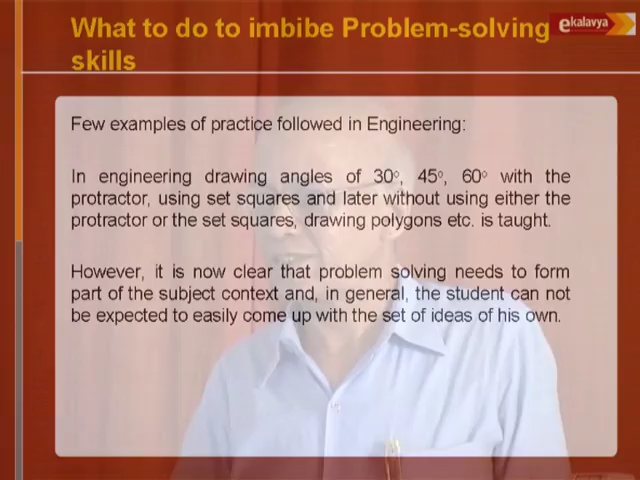 What to do to imbibe Problem-solving
skills
ekalavya
Few examples of practice followed in Engineering:
In engineering drawing angles of 30°, 45°, 60° with the
protractor, using set squares and later without using either the
protractor or the set squares, drawing polygons etc. is taught.
However, it is now clear that problem solving needs to form
part of the subject context and, in general, the student can not
be expected to easily come up with the set of ideas of his own.